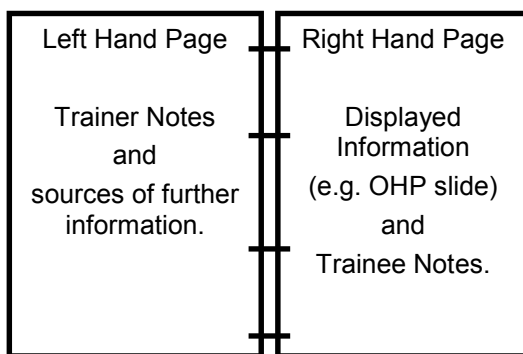 Left Hand Page
Trainer Notes
and
sources of further
information.
Right Hand Page
Displayed
Information
(e.g. OHP slide)
and
Trainee Notes.